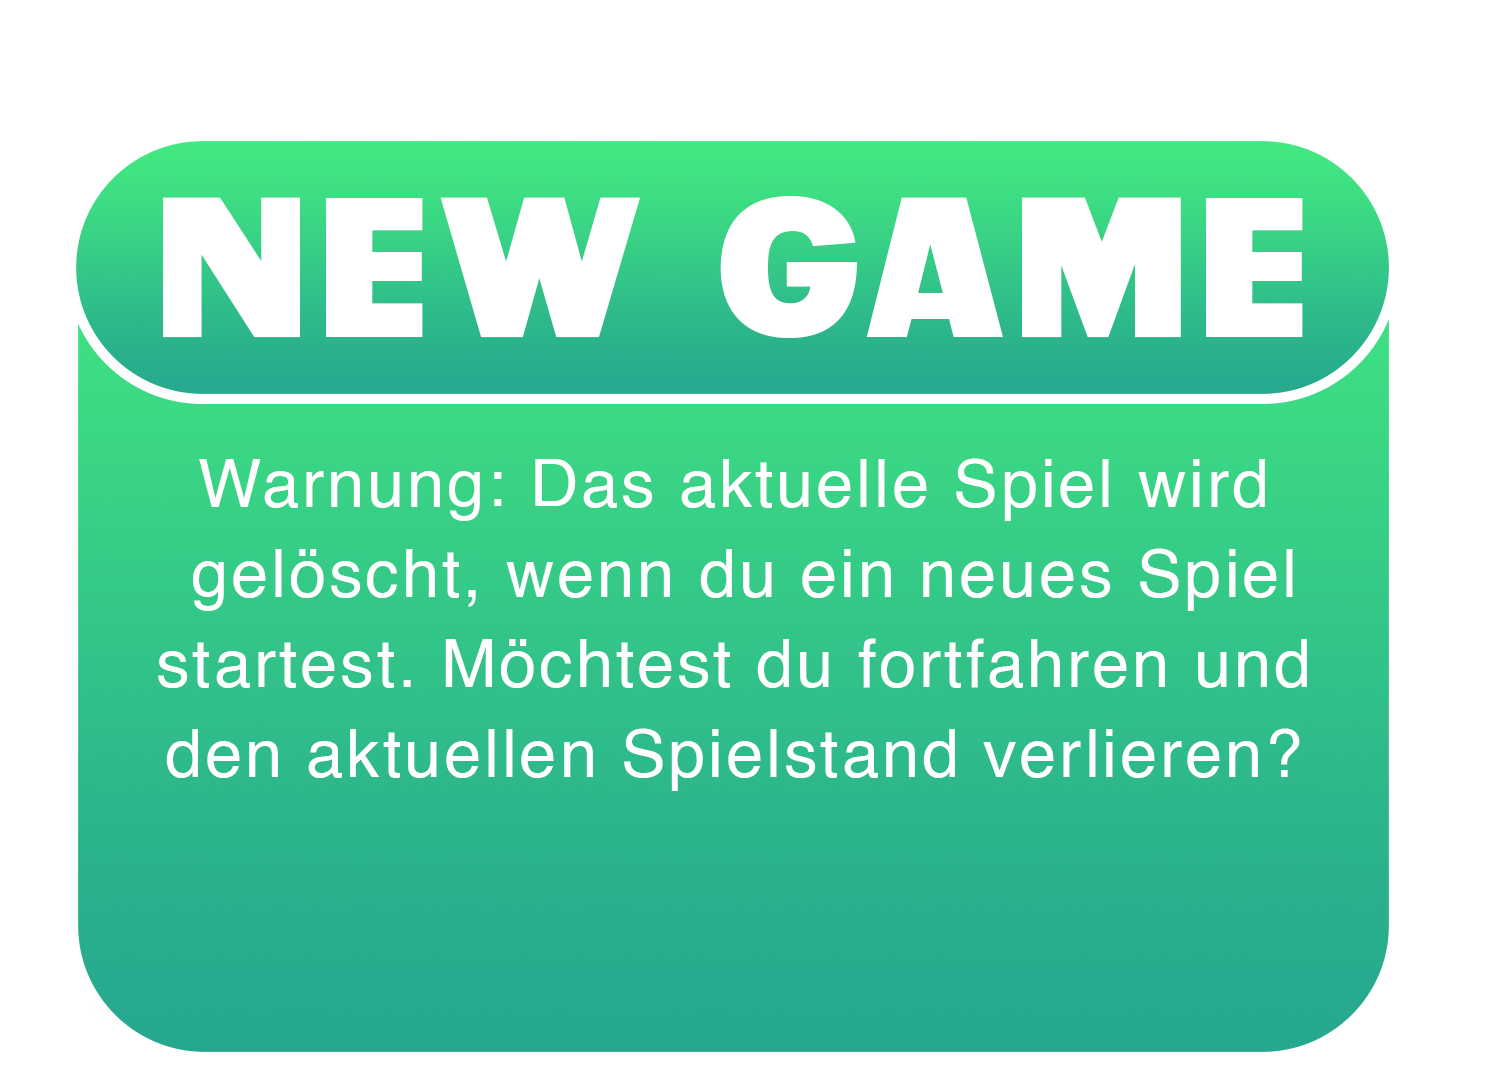 NEW GAME
Warnung: Das aktuelle Spiel wird
gelöscht, wenn du ein neues Spiel
startest. Möchtest du fortfahren und
den aktuellen Spielstand verlieren?